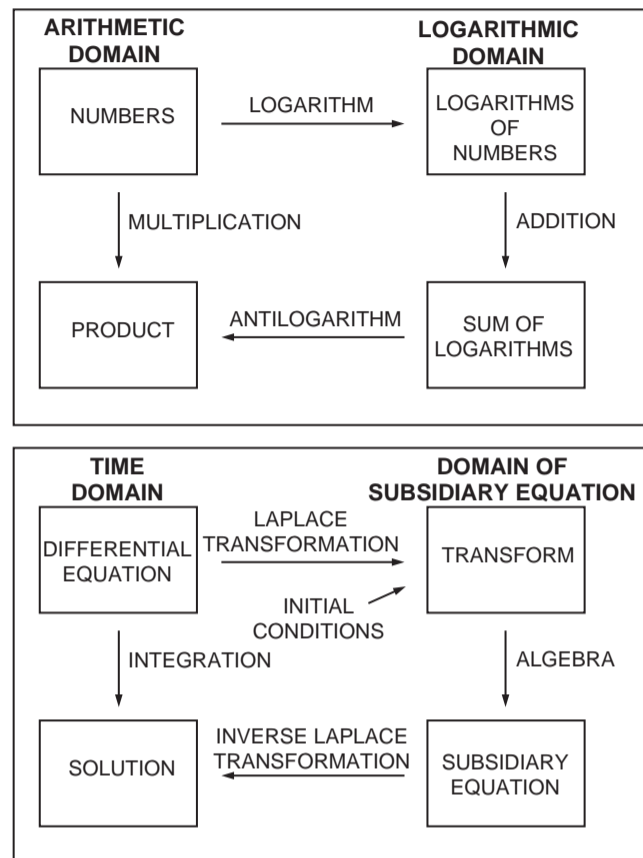 ARITHMETIC
DOMAIN
LOGARITHMIC
DOMAIN
NUMBERS
LOGARITHM
LOGARITHMS
OF
NUMBERS
MULTIPLICATION
ADDITION
PRODUCT
ANTILOGARITHM
SUM OF
LOGARITHMS
TIME
DOMAIN
DOMAIN OF
SUBSIDIARY EQUATION
DIFFERENTIAL
EQUATION
LAPLACE
TRANSFORMATION
TRANSFORM
INITIAL
CONDITIONS
INTEGRATION
ALGEBRA
SOLUTION
INVERSE LAPLACE
TRANSFORMATION
SUBSIDIARY
EQUATION